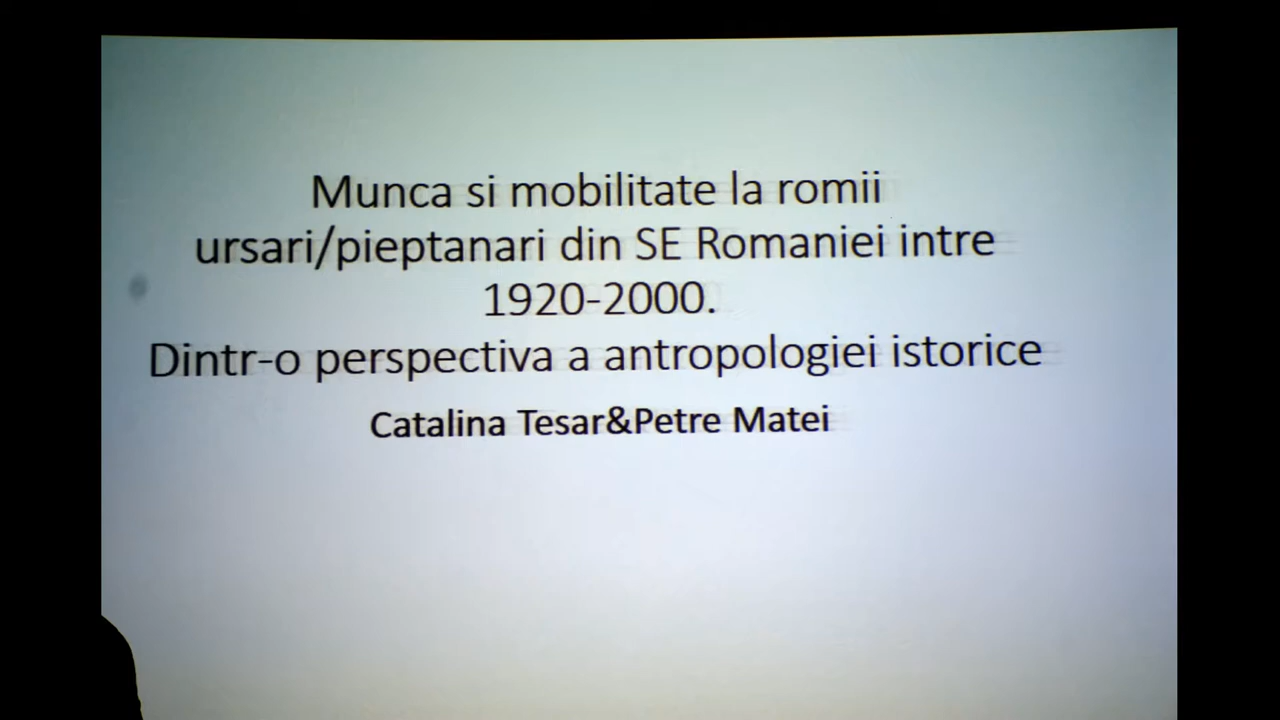 Munca si mobilitate la romii
ursari/pieptanari din SE Romaniei intre
1920-2000.
Dintr-o perspectiva a antropologiei istorice
Catalina Tesar&Petre Matei